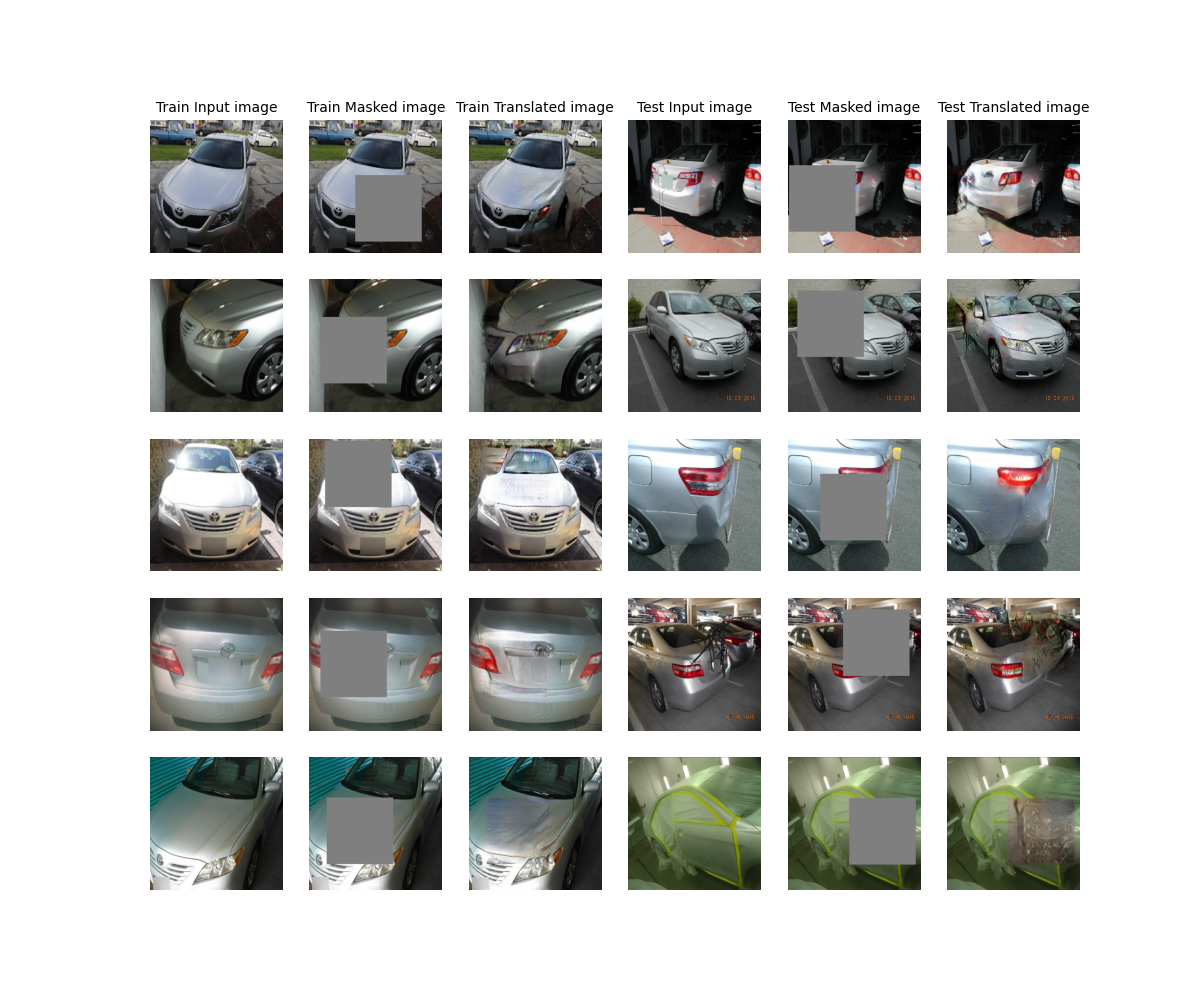 Train Input image
Train Masked image
Train Translated image
Test Input image
Test Masked image
Test Translated image